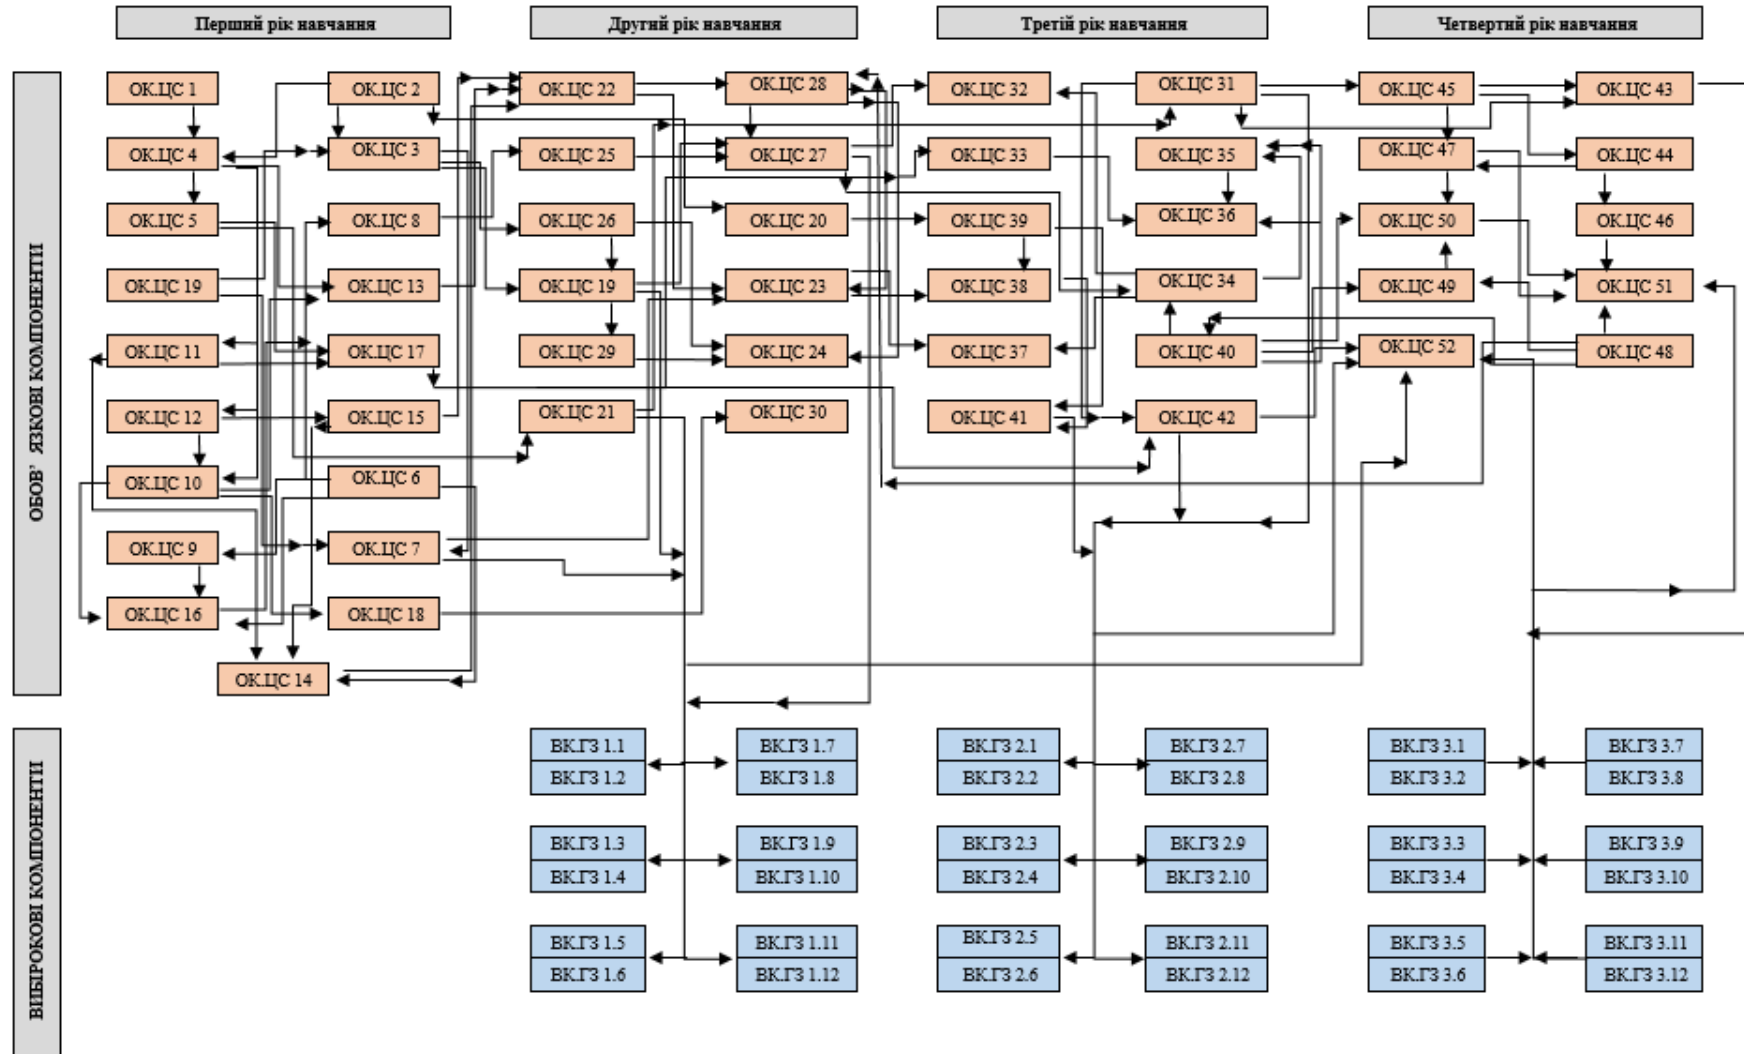 Перший рік навчання
Другий рік навчання
Третій рік навчання
Четвертий рік навчання
ОБОВ’ ЯЗКОВІ КОМПОНЕНТИ
ОК.ЦС 1
ОК.ЦС 2
ОК.ЦС 22
ОК.ЦС 28
ОК.ЦС 32
ОК.ЦС 31
ОК.ЦС 45
ОК.ЦС 43
ОК.ЦС 4
ОК.ЦС 3
ОК.ЦС 25
ОК.ЦС 27
ОК.ЦС 33
ОК.ЦС 35
ОК.ЦС 47
ОК.ЦС 44
ОК.ЦС 5
ОК.ЦС 8
ОК.ЦС 26
ОК.ЦС 20
ОК.ЦС 39
ОК.ЦС 36
ОК.ЦС 50
ОК.ЦС 46
ОК.ЦС 19
ОК.ЦС 13
ОК.ЦС 19
ОК.ЦС 23
ОК.ЦС 38
ОК.ЦС 34
ОК.ЦС 49
ОК.ЦС 51
ОК.ЦС 11
ОК.ЦС 17
ОК.ЦС 29
ОК.ЦС 24
ОК.ЦС 37
ОК.ЦС 40
ОК.ЦС 52
ОК.ЦС 48
ОК.ЦС 12
ОК.ЦС 15
ОК.ЦС 21
ОК.ЦС 30
ОК.ЦС 41
ОК.ЦС 42
ОК.ЦС 10
ОК.ЦС 6
ОК.ЦС 9
ОК.ЦС 7
ОК.ЦС 16
ОК.ЦС 18
ОК.ЦС 14
ВИБІРОКОВІ КОМПОНЕНТИ
ВК.ГЗ 1.1
ВК.ГЗ 1.7
ВК.ГЗ 2.1
ВК.ГЗ 2.7
ВК.ГЗ 3.1
ВК.ГЗ 3.7
ВК.ГЗ 1.2
ВК.ГЗ 1.8
ВК.ГЗ 2.2
ВК.ГЗ 2.8
ВК.ГЗ 3.2
ВК.ГЗ 3.8
ВК.ГЗ 1.3
ВК.ГЗ 1.9
ВК.ГЗ 2.3
ВК.ГЗ 2.9
ВК.ГЗ 3.3
ВК.ГЗ 3.9
ВК.ГЗ 1.4
ВК.ГЗ 1.10
ВК.ГЗ 2.4
ВК.ГЗ 2.10
ВК.ГЗ 3.4
ВК.ГЗ 3.10
ВК.ГЗ 1.5
ВК.ГЗ 1.11
ВК.ГЗ 2.5
ВК.ГЗ 2.11
ВК.ГЗ 3.5
ВК.ГЗ 3.11
ВК.ГЗ 1.6
ВК.ГЗ 1.12
ВК.ГЗ 2.6
ВК.ГЗ 2.12
ВК.ГЗ 3.6
ВК.ГЗ 3.12